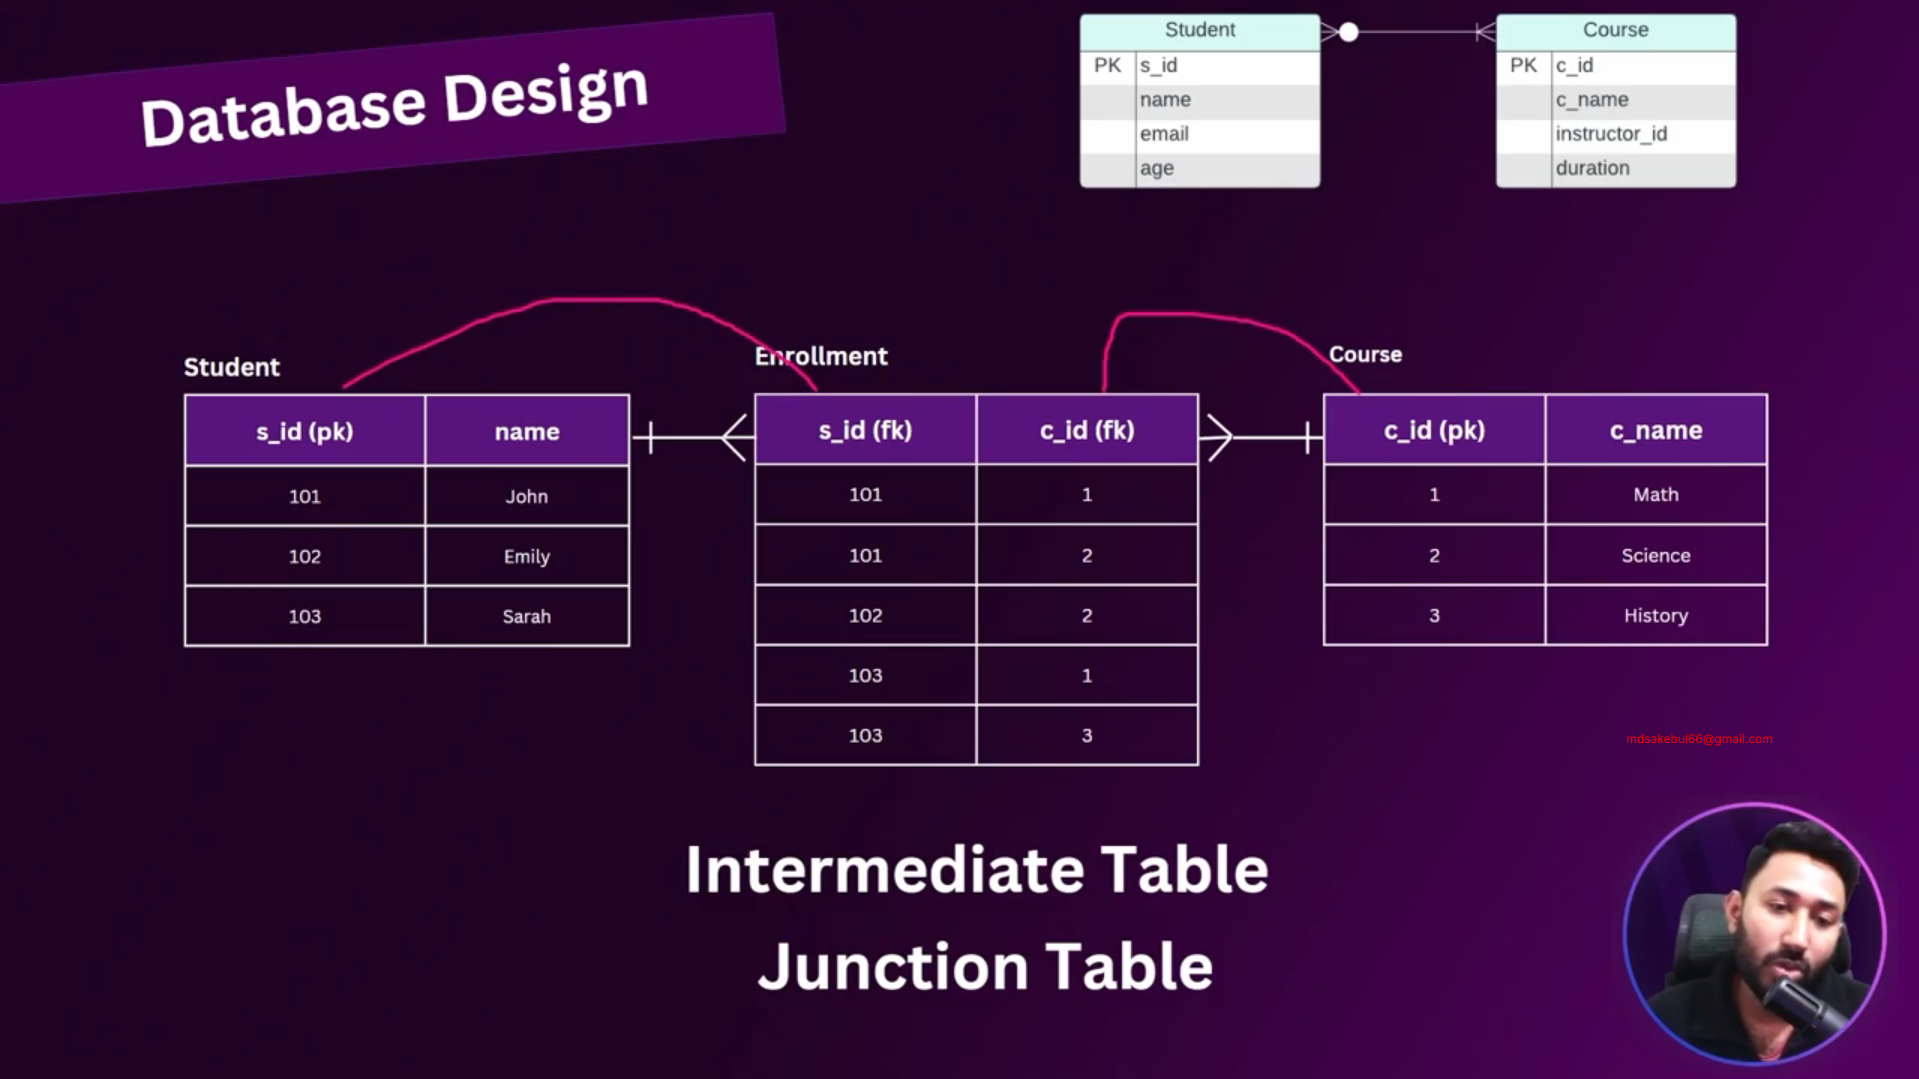 Database Design
Student
PK s_id
name
email
age
Course
PK c_id
c_name
instructor_id
duration
Student
s_id (pk) name
101 John
102 Emily
103 Sarah
Enrollment
s_id (fk) c_id (fk)
101 1
101 2
102 2
103 1
103 3
Course
c_id (pk) c_name
1 Math
2 Science
3 History
mdsakebul66@gmail.com
Intermediate Table
Junction Table